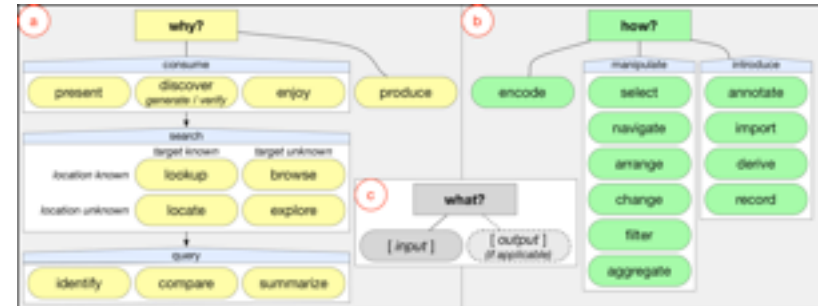 a
why?
consume
present
discover
generate / verify
enjoy
produce
search
target known
target unknown
location known
lookup
browse
location unknown
locate
explore
query
identify
compare
summarize
b
how?
encode
manipulate
select
navigate
arrange
change
filter
aggregate
introduce
annotate
import
derive
record
c
what?
[ input ]
[ output ]
(if applicable)